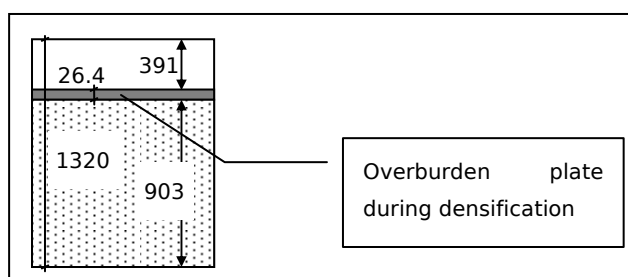 391
26.4
1320
903
Overburden plate
during densification